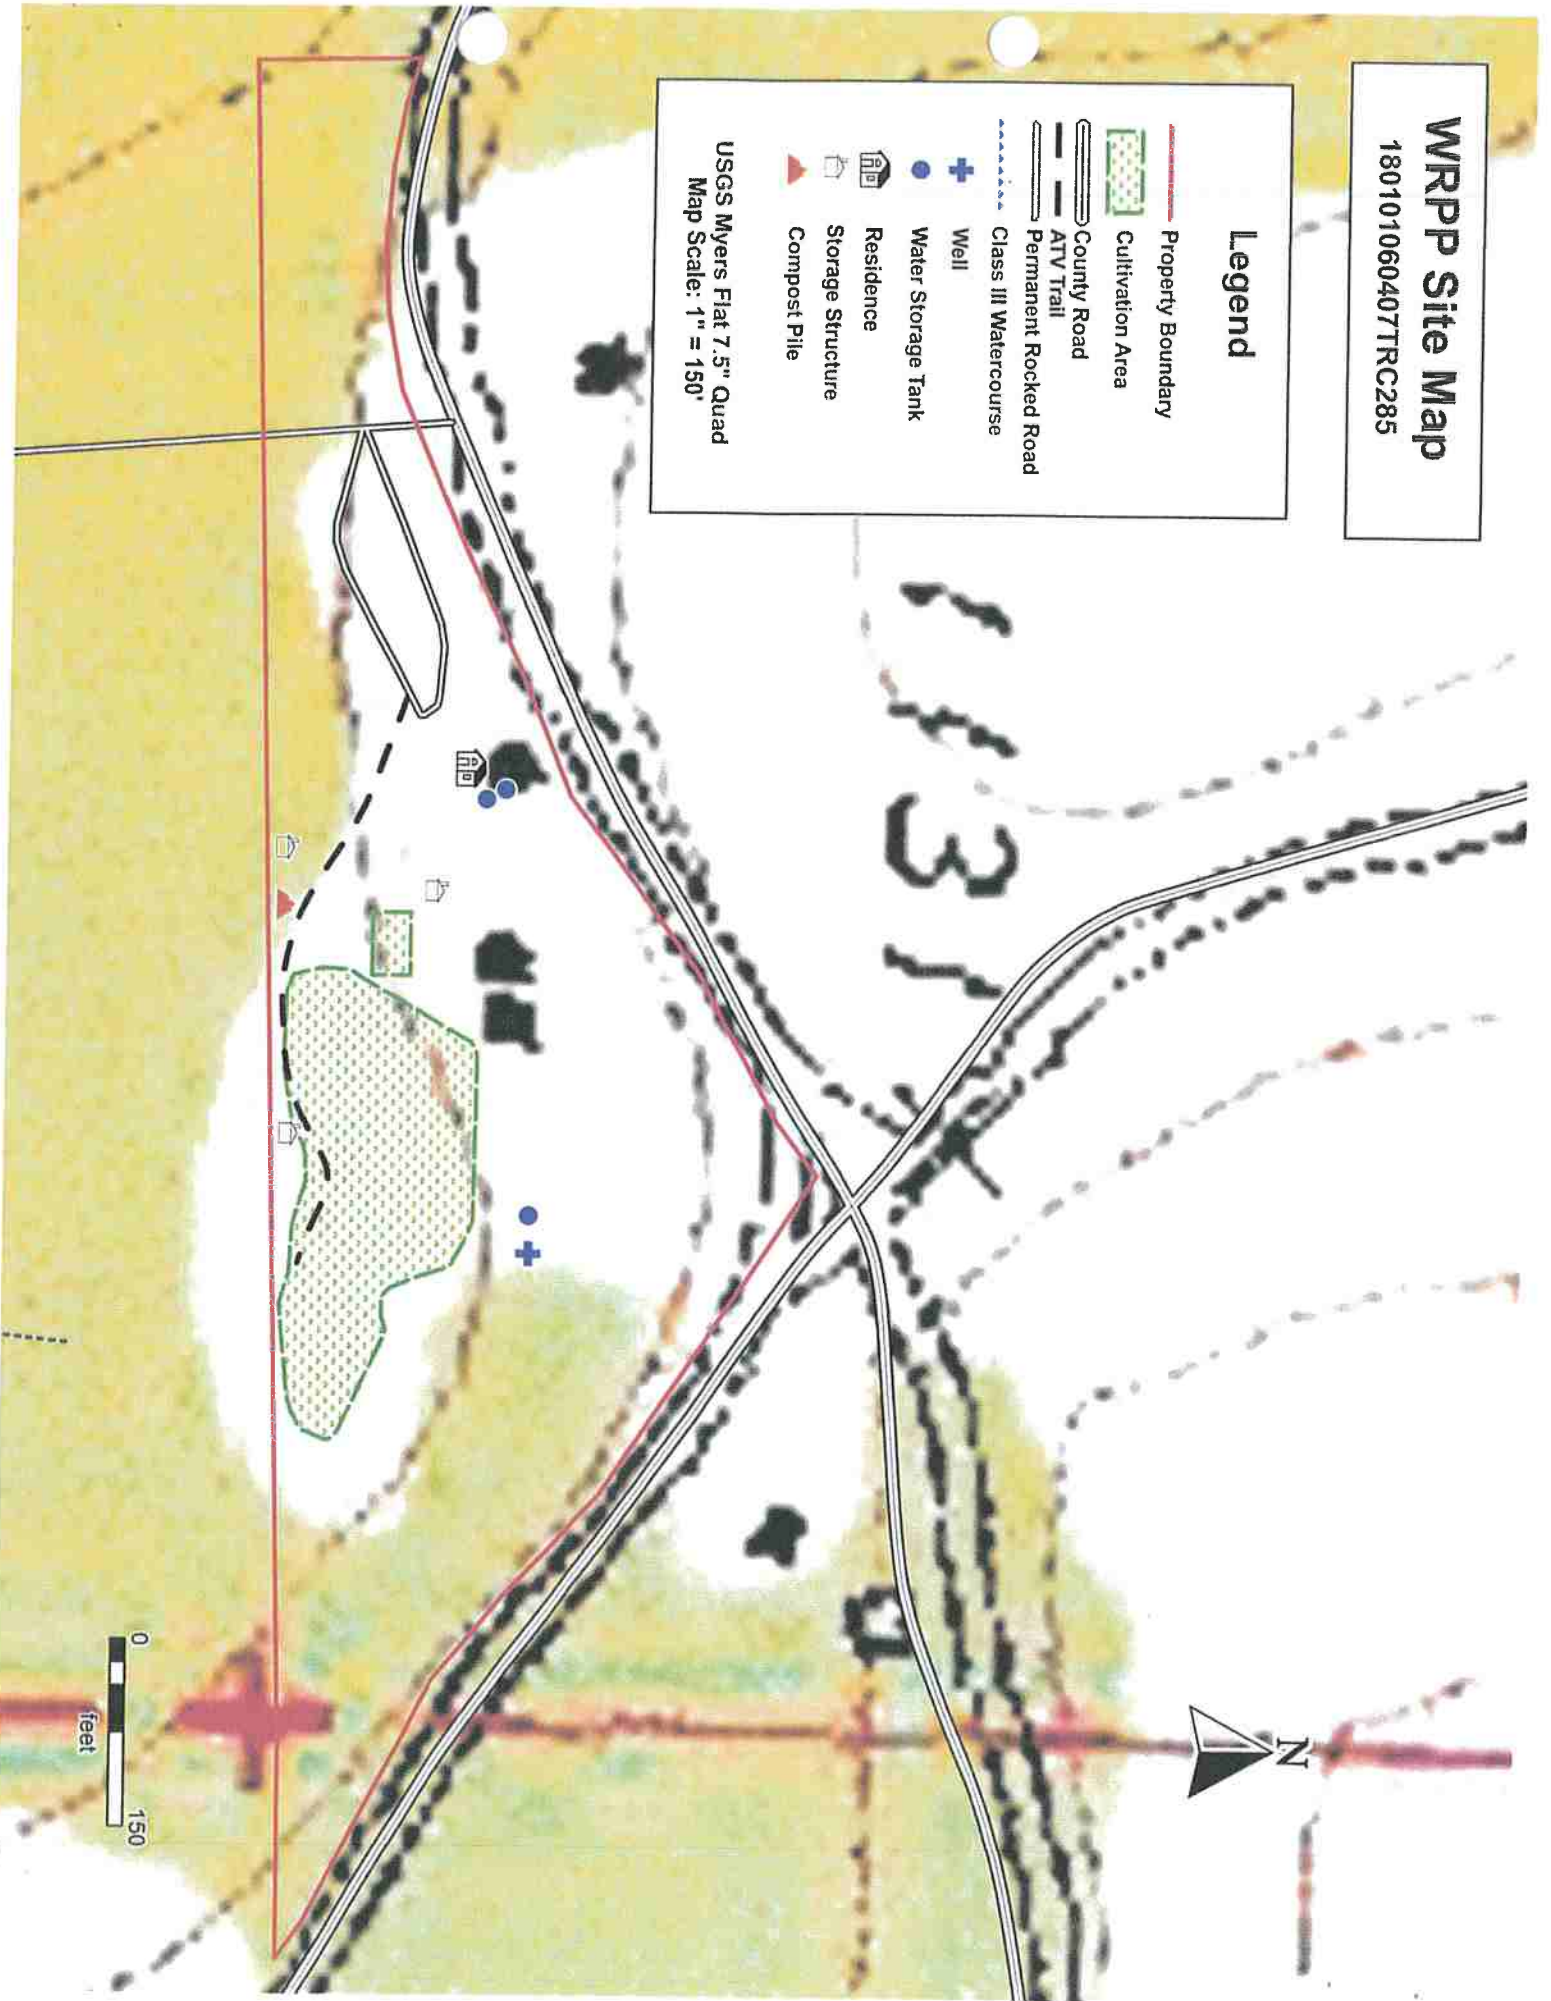 WRPP Site Map
180101060407TRC285
Legend
Property Boundary
Cultivation Area
County Road
ATV Trail
Permanent Rocked Road
Class III Watercourse
Well
Water Storage Tank
Residence
Storage Structure
Compost Pile
USGS Myers Flat 7.5" Quad
Map Scale: 1" = 150'
N
13
0
150
feet